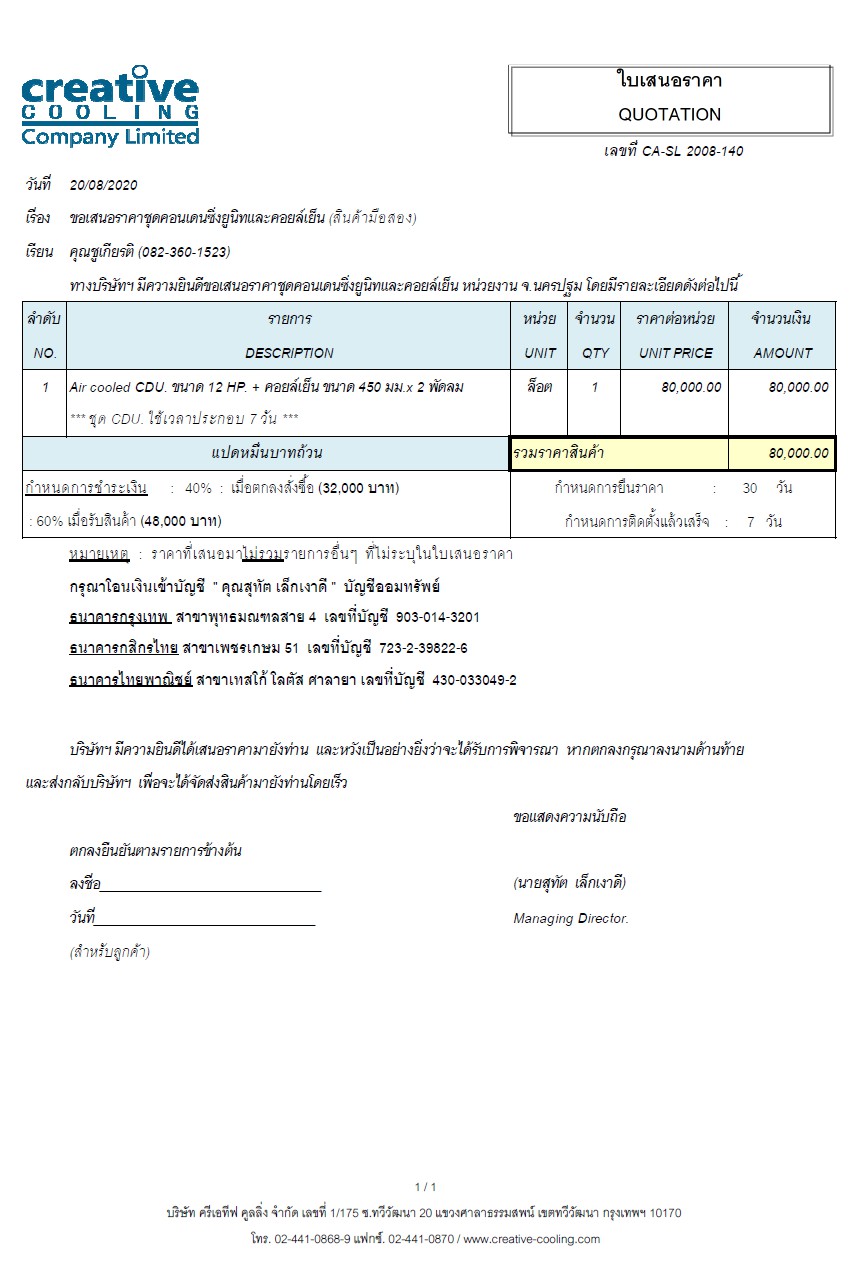 creative
COOLING
Company Limited
ใบเสนอราคา
QUOTATION
เลขที่ CA-SL 2008-140
วันที่ 20/08/2020
เรื่อง ขอเสนอราคาชุดคอนเดนซิ่งยูนิทและคอยล์เย็น (สินค้ามือสอง)
เรียน คุณชูเกียรติ (082-360-1523)
ทางบริษัทฯ มีความยินดีขอเสนอราคาชุดคอนเดนซิ่งยูนิทและคอยล์เย็น หน่วยงาน จ.นครปฐม โดยมีรายละเอียดดังต่อไปนี้
ลำดับ รายการ หน่วย จำนวน ราคาต่อหน่วย จำนวนเงิน
NO. DESCRIPTION UNIT QTY UNIT PRICE AMOUNT
1 Air cooled CDU. ขนาด 12 HP. + คอยล์เย็น ขนาด 450 มม.x 2 พัดลม ล็อต 1 80,000.00 80,000.00
*** ชุด CDU. ใช้เวลาประกอบ 7 วัน ***
แปดหมื่นบาทถ้วน รวมราคาสินค้า 80,000.00
กำหนดการชำระเงิน : 40% : เมื่อตกลงสั่งซื้อ (32,000 บาท) กำหนดการยืนราคา : 30 วัน
: 60% เมื่อรับสินค้า (48,000 บาท) กำหนดการติดตั้งแล้วเสร็จ : 7 วัน
หมายเหตุ : ราคาที่เสนอมาไม่รวมรายการอื่นๆ ที่ไม่ระบุในใบเสนอราคา
กรุณาโอนเงินเข้าบัญชี " คุณสุทัต เล็กเงาดี " บัญชีออมทรัพย์
ธนาคารกรุงเทพ สาขาพุทธมณฑลสาย 4 เลขที่บัญชี 903-014-3201
ธนาคารกสิกรไทย สาขาเพชรเกษม 51 เลขที่บัญชี 723-2-39822-6
ธนาคารไทยพาณิชย์ สาขาเทสโก้ โลตัส ศาลายา เลขที่บัญชี 430-033049-2
บริษัทฯ มีความยินดีได้เสนอราคามายังท่าน และหวังเป็นอย่างยิ่งว่าจะได้รับการพิจารณา หากตกลงกรุณาลงนามด้านท้าย
และส่งกลับบริษัทฯ เพื่อจะได้จัดส่งสินค้ามายังท่านโดยเร็ว
ขอแสดงความนับถือ
ตกลงยืนยันตามรายการข้างต้น
ลงชื่อ (นายสุทัต เล็กเงาดี)
วันที่ Managing Director.
(สำหรับลูกค้า)
1 / 1
บริษัท ครีเอทีฟ คูลลิ่ง จำกัด เลขที่ 1/175 ซ.ทวีวัฒนา 20 แขวงศาลาธรรมสพน์ เขตทวีวัฒนา กรุงเทพฯ 10170
โทร. 02-441-0868-9 แฟกซ์. 02-441-0870 / www.creative-cooling.com